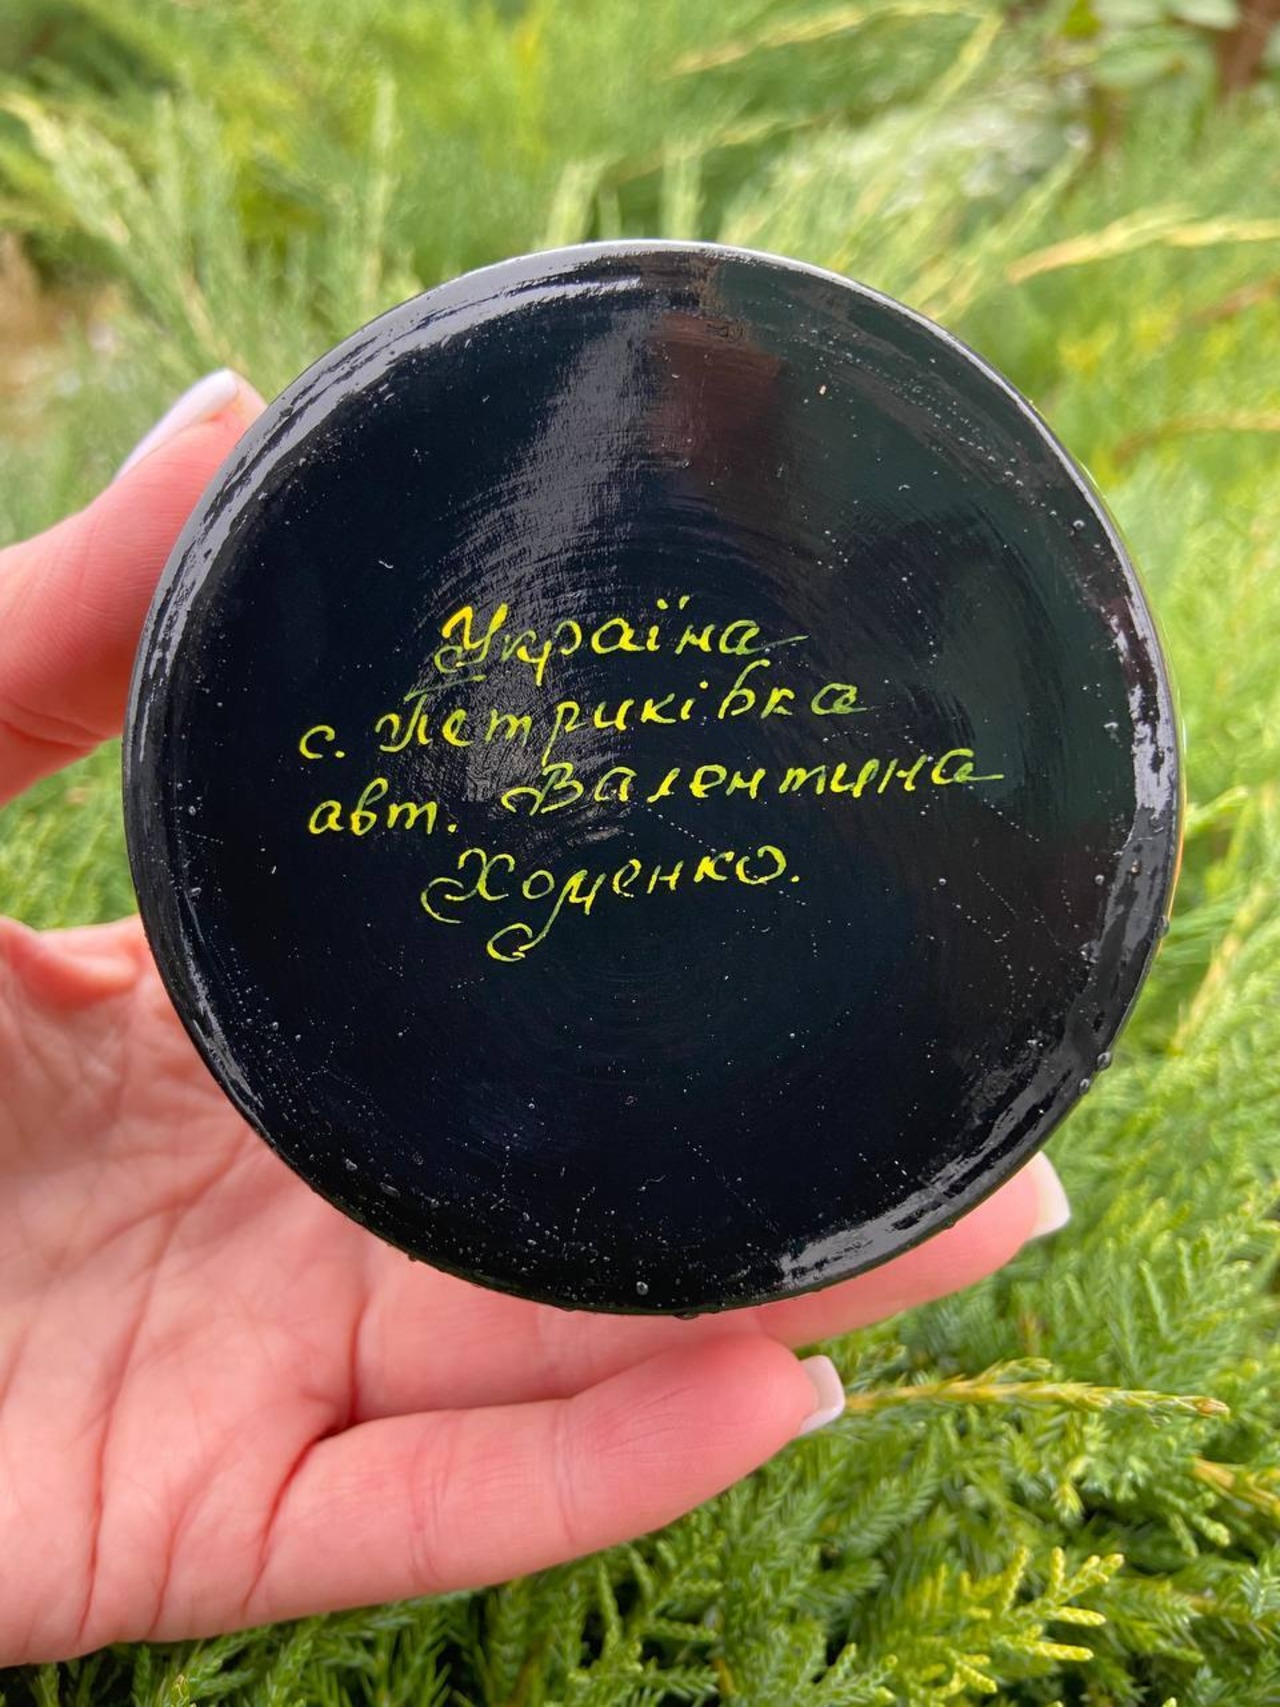 Україна
с. Петриківка
авт. Валентина
Хоменко.